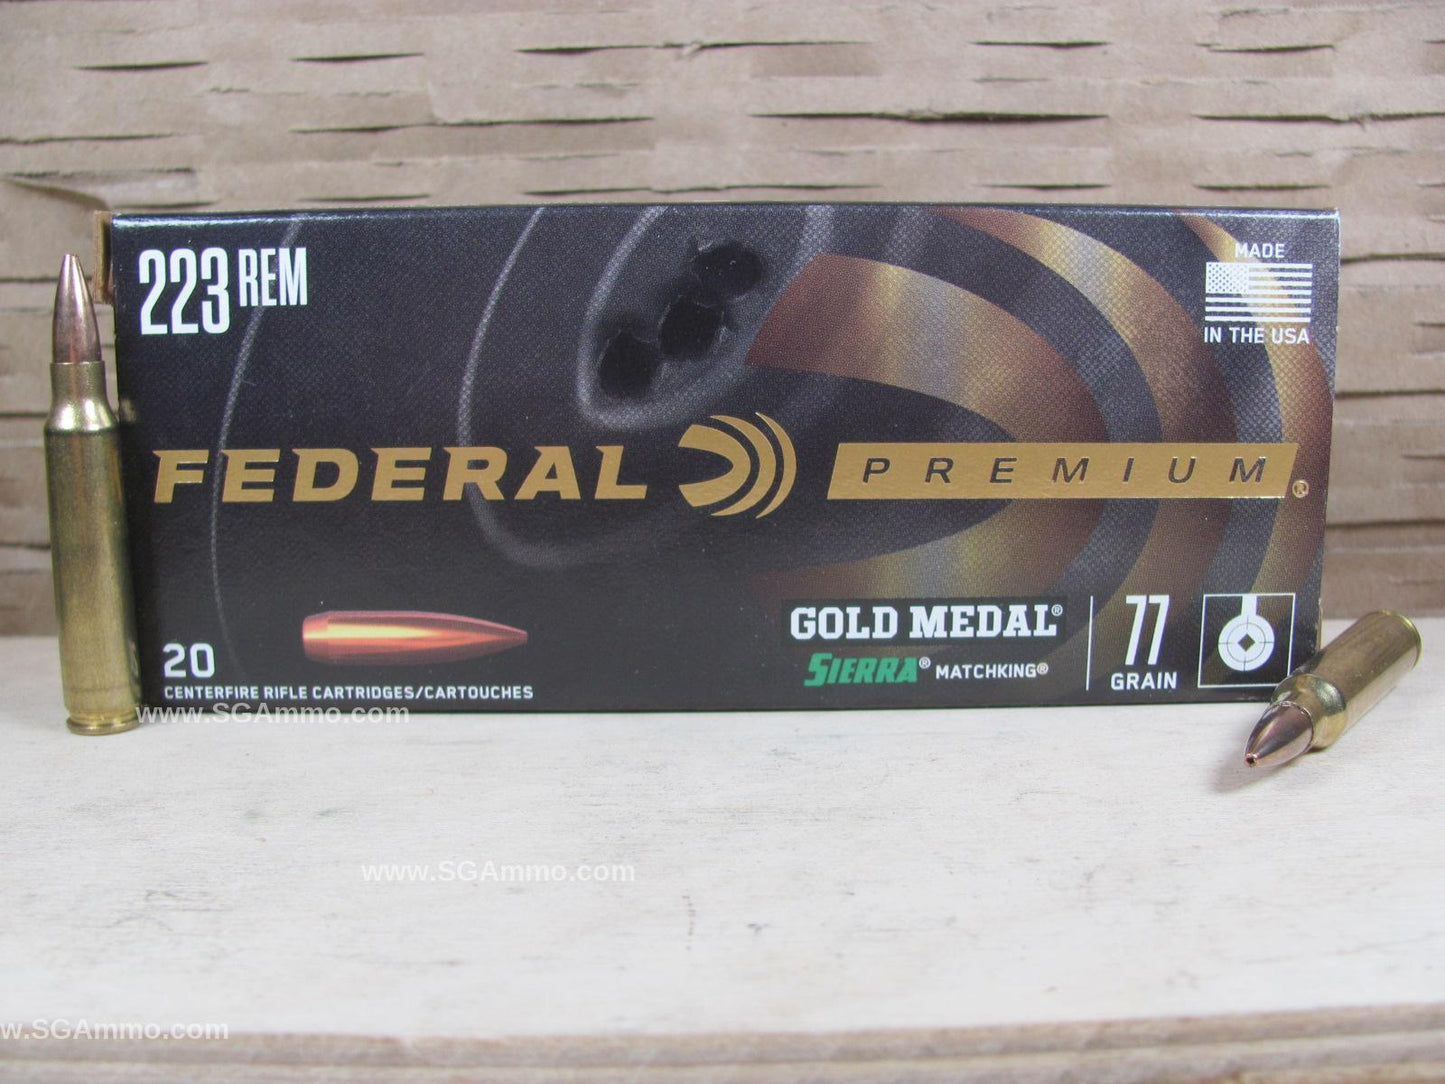 223 REM
MADE
IN THE USA
FEDERAL PREMIUM®
GOLD MEDAL®
SIERRA® MATCHKING®
77
GRAIN
20
CENTERFIRE RIFLE CARTRIDGES/CARTOUCHES
www.SGAmmo.com
www.SGAmmo.com
w.SGAmmo.com